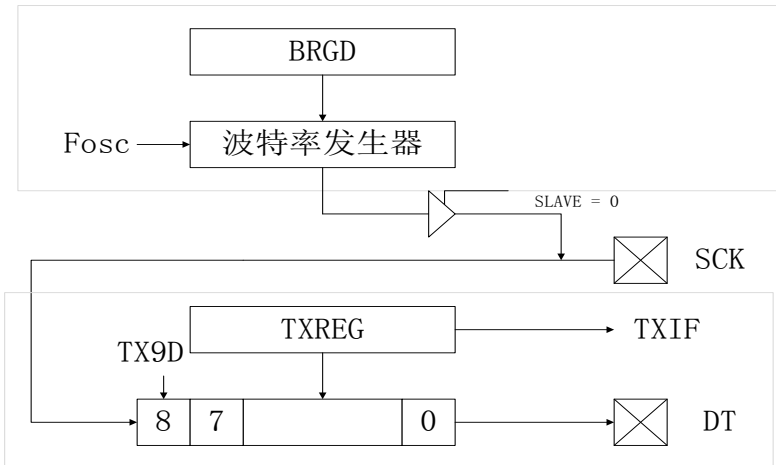 BRGD
Fosc
波特率发生器
SLAVE = 0
SCK
TXREG
TXIF
TX9D
8
7
0
DT